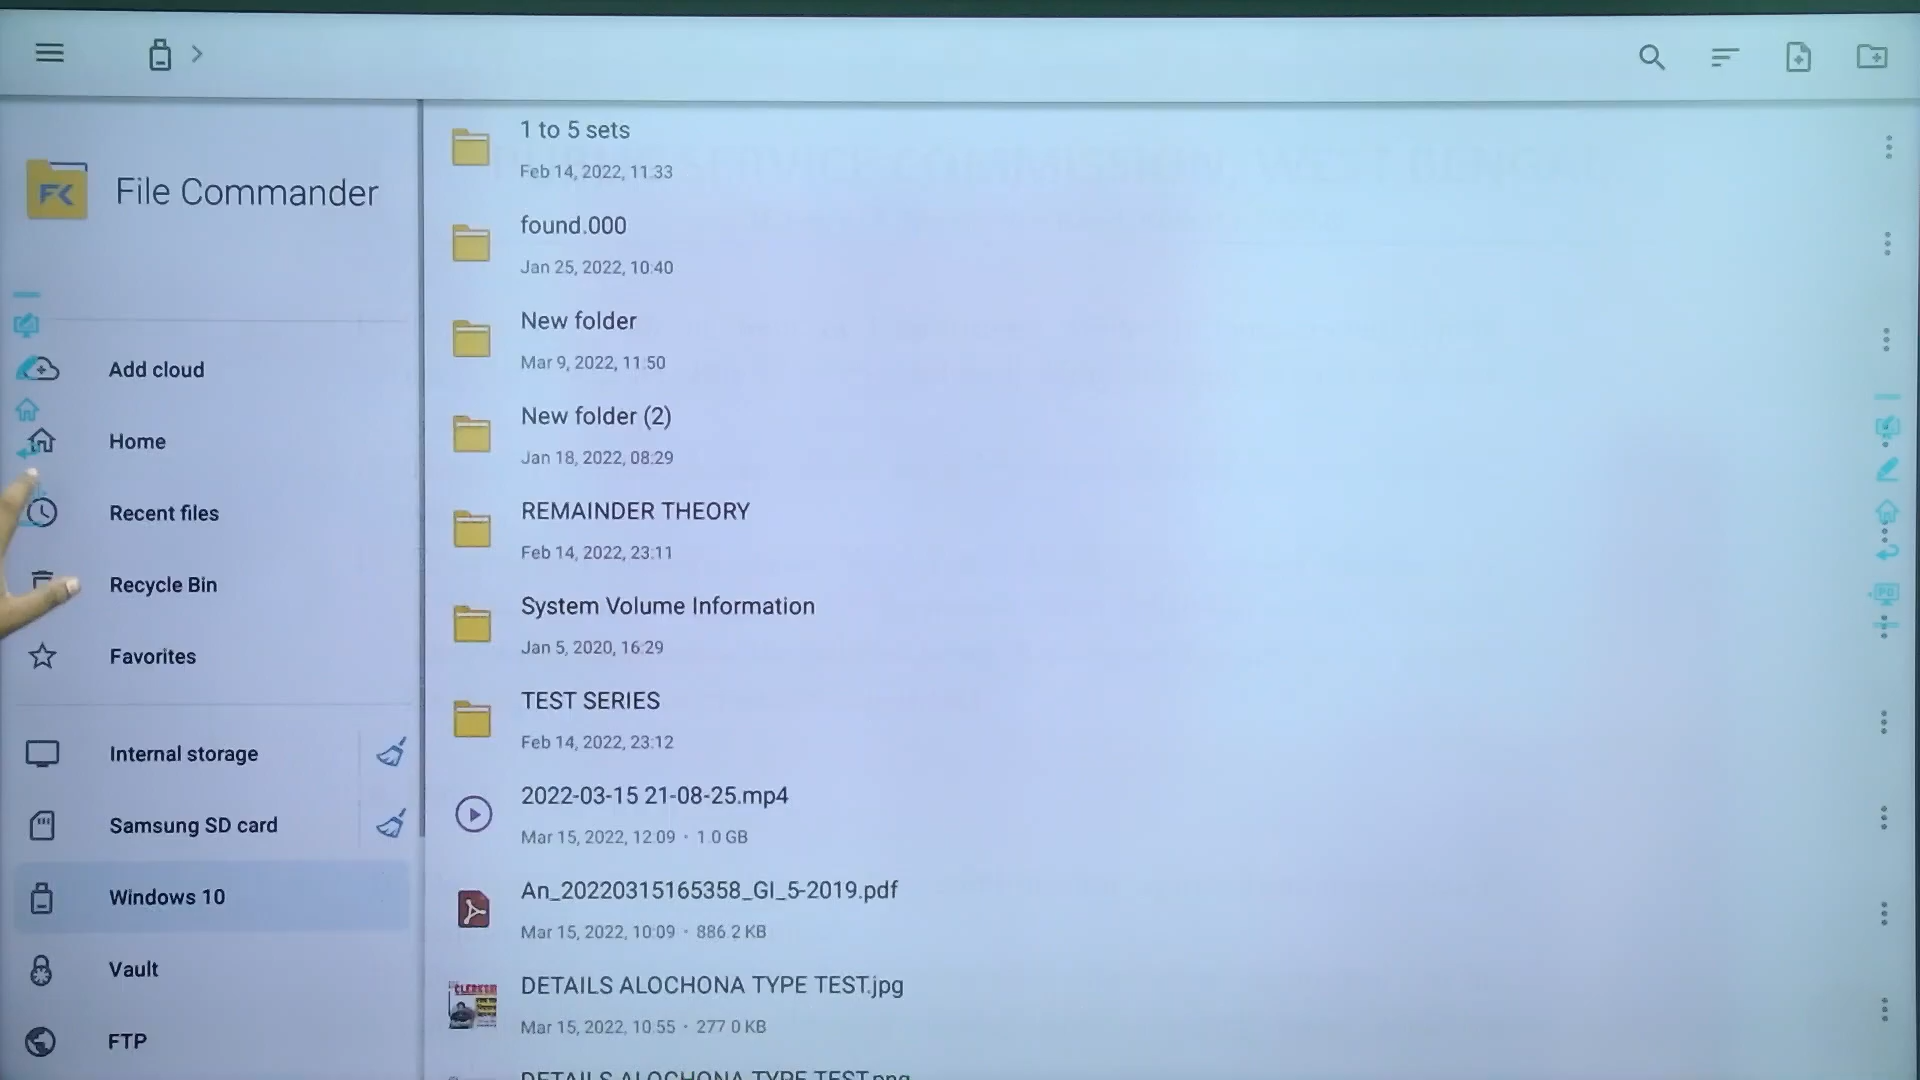 File Commander
Add cloud
Home
Recent files
Recycle Bin
Favorites
Internal storage
Samsung SD card
Windows 10
Vault
FTP
1 to 5 sets
Feb 14, 2022, 11:33
found.000
Jan 25, 2022, 10:40
New folder
Mar 9, 2022, 11:50
New folder (2)
Jan 18, 2022, 08:29
REMAINDER THEORY
Feb 14, 2022, 23:11
System Volume Information
Jan 5, 2020, 16:29
TEST SERIES
Feb 14, 2022, 23:12
2022-03-15 21-08-25.mp4
Mar 15, 2022, 12:09 · 1.0 GB
An_20220315165358_GI_5-2019.pdf
Mar 15, 2022, 10:09 · 886.2 KB
DETAILS ALOCHONA TYPE TEST.jpg
Mar 15, 2022, 10:55 · 277.0 KB
DETAILS ALOCHONA TYPE TEST.png